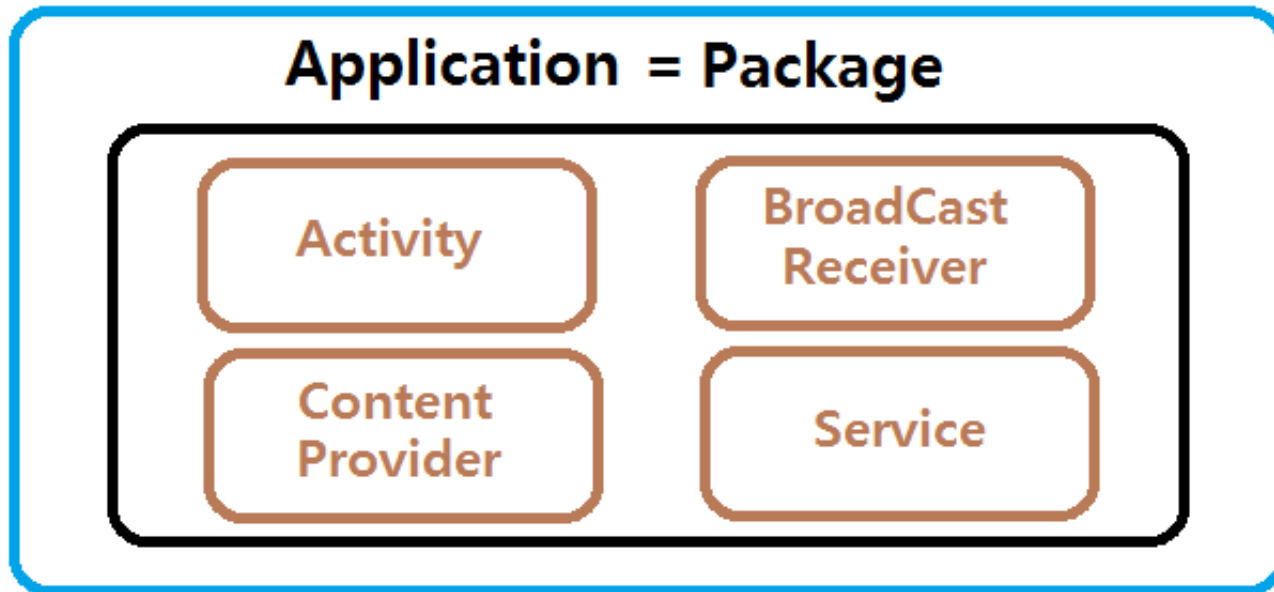 Application = Package
Activity
BroadCast
Receiver
Content
Provider
Service